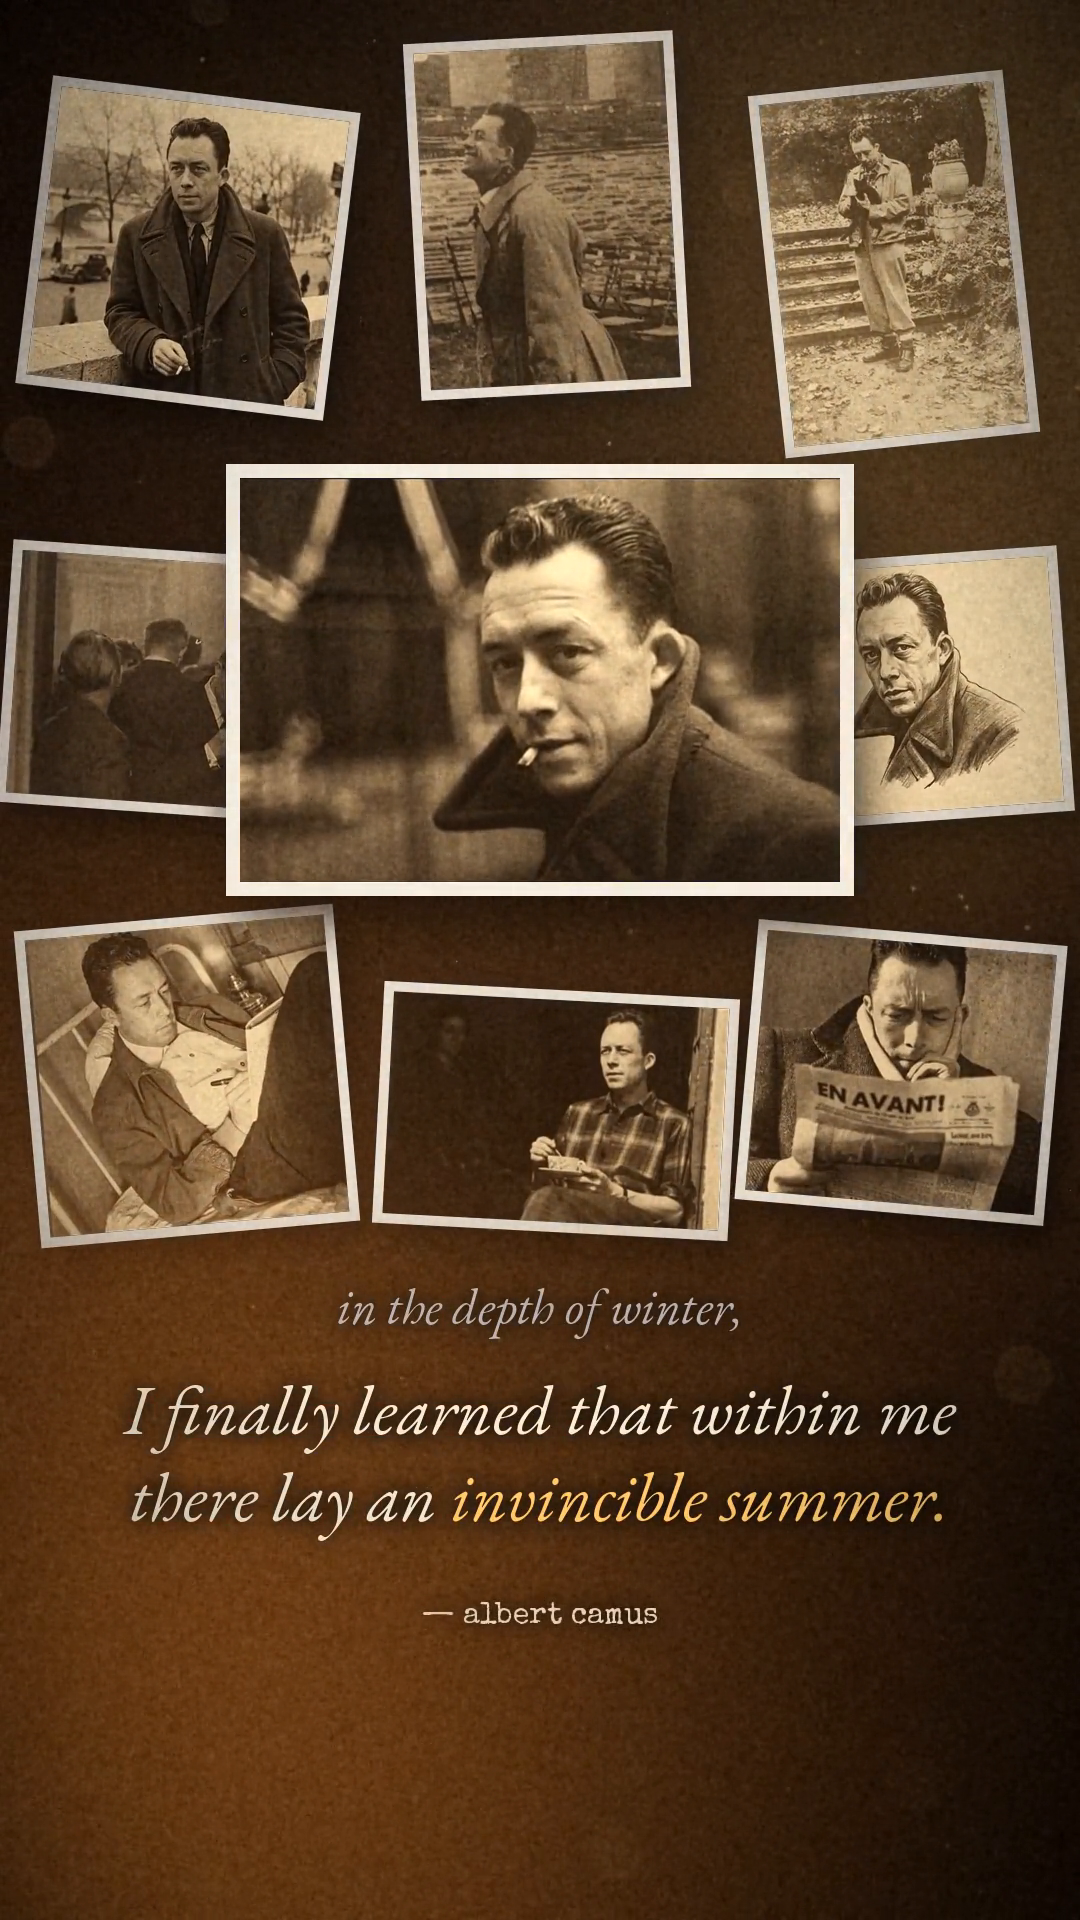 EN AVANT!
in the depth of winter,
I finally learned that within me
there lay an invincible summer.
— albert camus